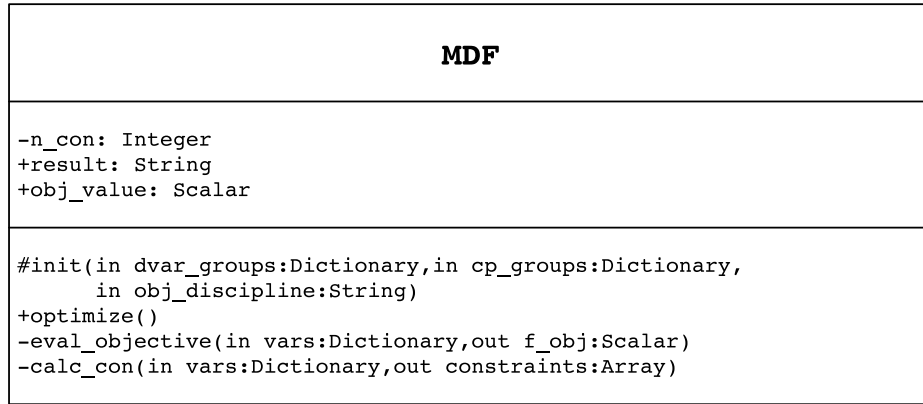 MDF
-n_con: Integer
+result: String
+obj_value: Scalar
#init(in dvar_groups:Dictionary,in cp_groups:Dictionary,
in obj_discipline:String)
+optimize()
-eval_objective(in vars:Dictionary,out f_obj:Scalar)
-calc_con(in vars:Dictionary,out constraints:Array)